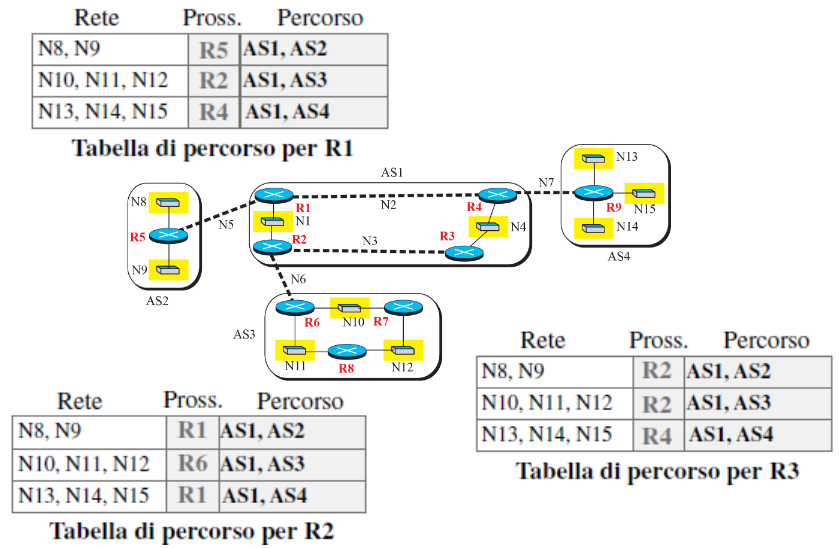 Rete Pross. Percorso
N8, N9 R5 AS1, AS2
N10, N11, N12 R2 AS1, AS3
N13, N14, N15 R4 AS1, AS4
Tabella di percorso per R1
N13
AS1
N7
N8
R1
N2
R4
R9
N15
R5
N5
N1
R2
N3
R3
N4
N14
N9
AS4
AS2
N6
AS3
R6
N10
R7
N11
R8
N12
Rete Pross. Percorso
N8, N9 R2 AS1, AS2
N10, N11, N12 R2 AS1, AS3
N13, N14, N15 R4 AS1, AS4
Tabella di percorso per R3
Rete Pross. Percorso
N8, N9 R1 AS1, AS2
N10, N11, N12 R6 AS1, AS3
N13, N14, N15 R1 AS1, AS4
Tabella di percorso per R2